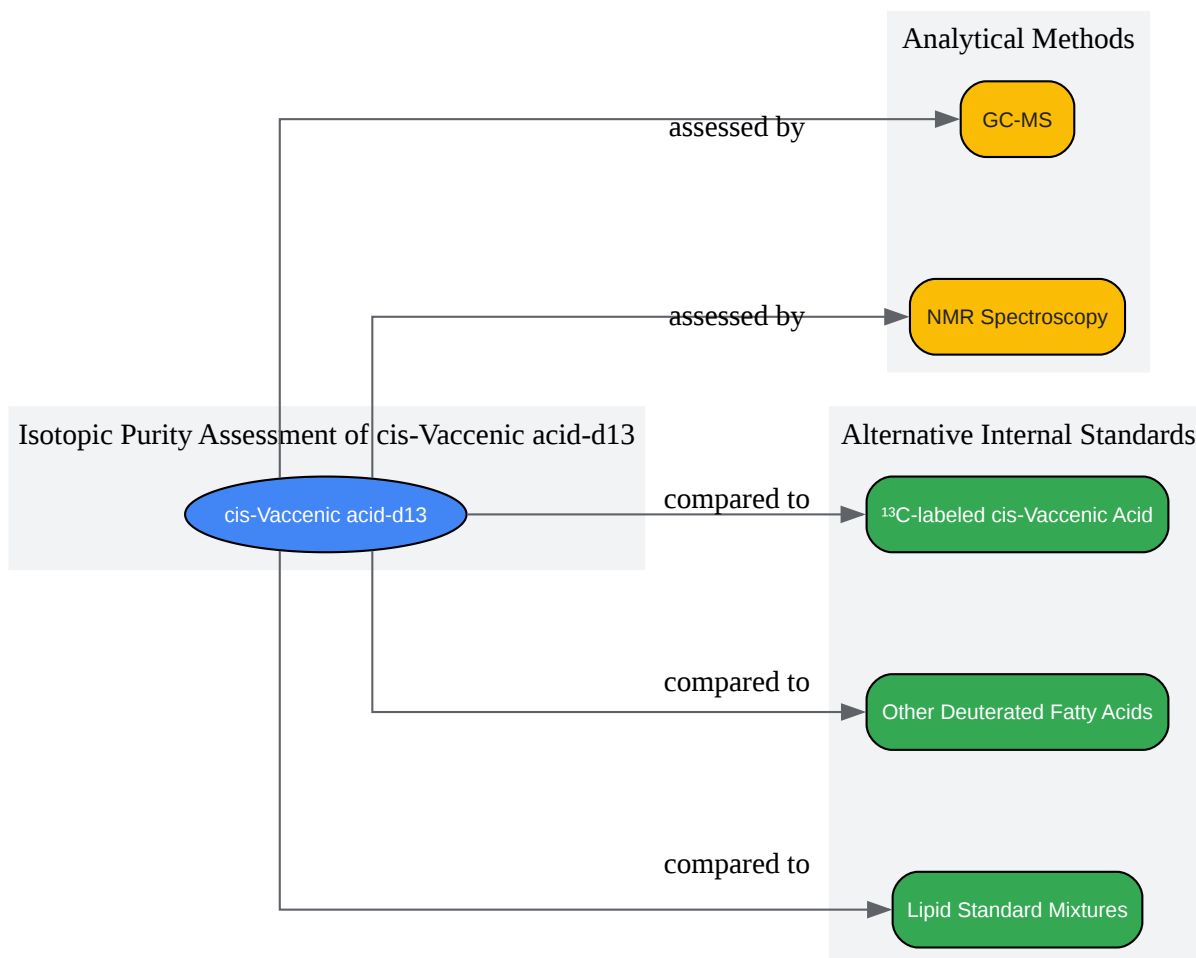 Analytical Methods
GC-MS
assessed by
NMR Spectroscopy
assessed by
Isotopic Purity Assessment of cis-Vaccenic acid-d13
cis-Vaccenic acid-d13
Alternative Internal Standards
compared to
¹³C-labeled cis-Vaccenic Acid
compared to
Other Deuterated Fatty Acids
compared to
Lipid Standard Mixtures